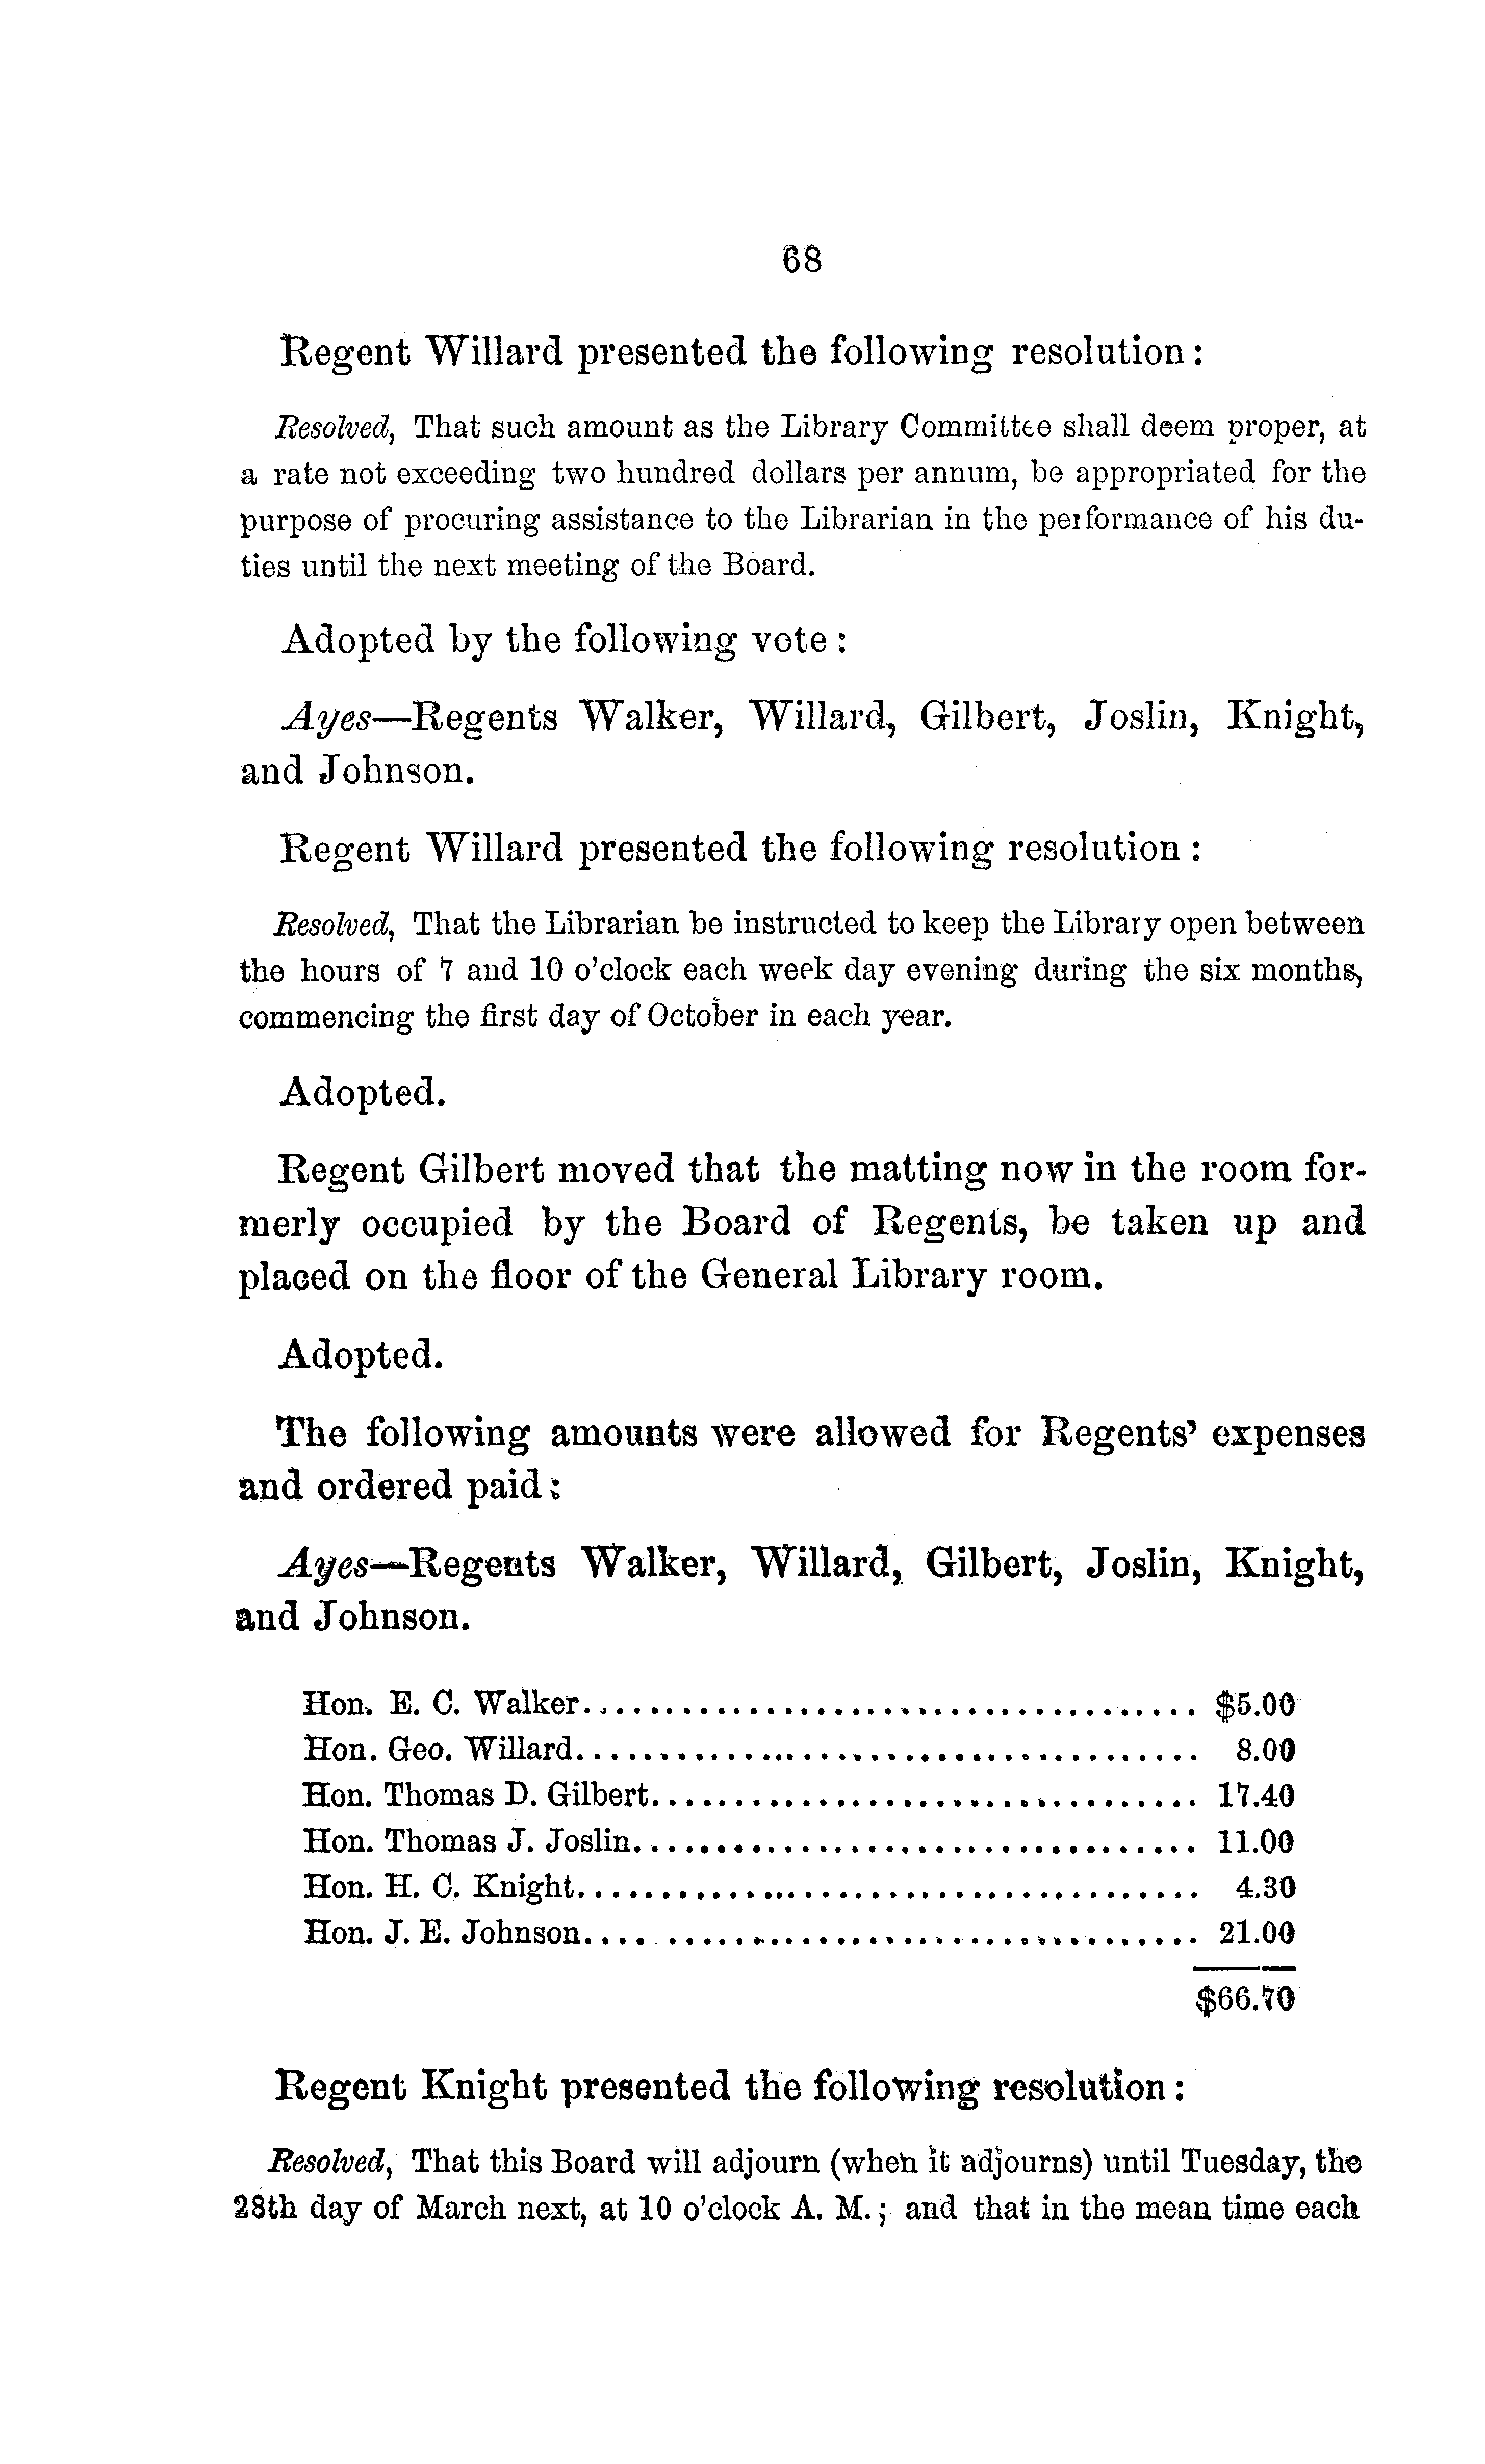 68
Regent Willard presented the following resolution :
Resolved, That such amount as the Library Committee shall deem proper, at
a rate not exceeding two hundred dollars per annum, be appropriated for the
purpose of procuring assistance to the Librarian in the performance of his du-
ties until the next meeting of the Board.
Adopted by the following vote :
Ayes—Regents Walker, Willard, Gilbert, Joslin, Knight,
and Johnson.
Regent Willard presented the following resolution :
Resolved, That the Librarian be instructed to keep the Library open between
the hours of 7 and 10 o'clock each week day evening during the six months,
commencing the first day of October in each year.
Adopted.
Regent Gilbert moved that the matting now in the room for-
merly occupied by the Board of Regents, be taken up and
placed on the floor of the General Library room.
Adopted.
The following amounts were allowed for Regents' expenses
and ordered paid :
Ayes—Regents Walker, Willard, Gilbert, Joslin, Knight,
and Johnson.
Hon. E. C. Walker........................................ $5.00
Hon. Geo. Willard........................................ 8.00
Hon. Thomas D. Gilbert.................................. 17.40
Hon. Thomas J. Joslin................................... 11.00
Hon. H. C. Knight........................................ 4.30
Hon. J. E. Johnson...................................... 21.00
$66.70
Regent Knight presented the following resolution :
Resolved, That this Board will adjourn (when it adjourns) until Tuesday, the
28th day of March next, at 10 o'clock A. M. ; and that in the mean time each